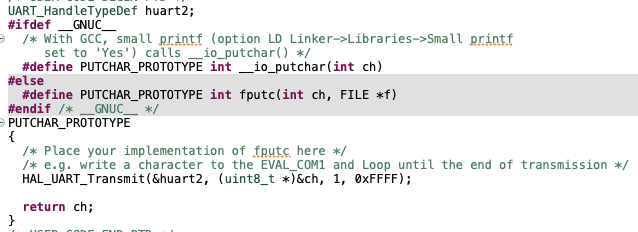 UART_HandleTypeDef huart2;
#ifdef __GNUC__
/* With GCC, small printf (option LD Linker->Libraries->Small printf
set to 'Yes') calls __io_putchar() */
#define PUTCHAR_PROTOTYPE int __io_putchar(int ch)
#else
#define PUTCHAR_PROTOTYPE int fputc(int ch, FILE *f)
#endif /* __GNUC__ */
PUTCHAR_PROTOTYPE
{
/* Place your implementation of fputc here */
/* e.g. write a character to the EVAL_COM1 and Loop until the end of transmission */
HAL_UART_Transmit(&huart2, (uint8_t *)&ch, 1, 0xFFFF);
return ch;
}